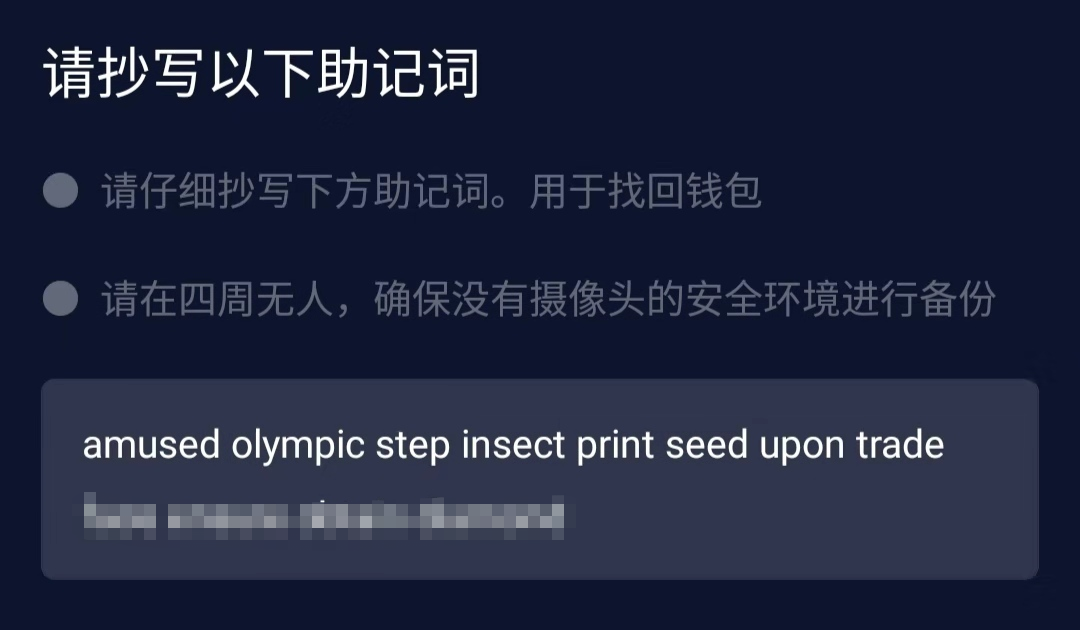 请抄写以下助记词
请仔细抄写下方助记词。用于找回钱包
请在四周无人，确保没有摄像头的安全环境进行备份
amused olympic step insect print seed upon trade